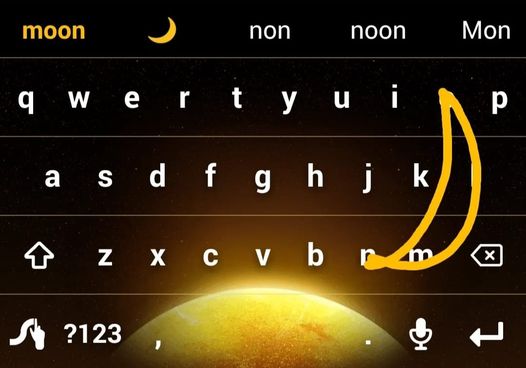 moon 🌙 non noon Mon
q w e r t y u i o p
a s d f g h j k
z x c v b n m
?123 , .